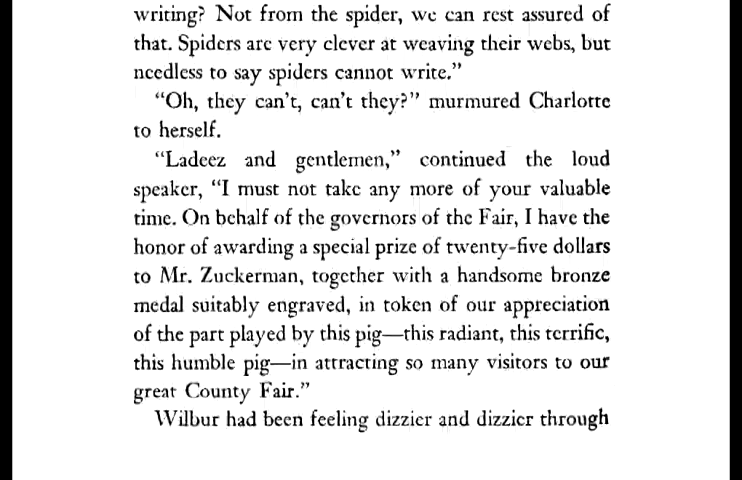 writing? Not from the spider, we can rest assured of
that. Spiders are very clever at weaving their webs, but
needless to say spiders cannot write.”
“Oh, they can’t, can’t they?” murmured Charlotte
to herself.
“Ladeez and gentlemen,” continued the loud
speaker, “I must not take any more of your valuable
time. On behalf of the governors of the Fair, I have the
honor of awarding a special prize of twenty-five dollars
to Mr. Zuckerman, together with a handsome bronze
medal suitably engraved, in token of our appreciation
of the part played by this pig—this radiant, this terrific,
this humble pig—in attracting so many visitors to our
great County Fair.”
Wilbur had been feeling dizzier and dizzier through